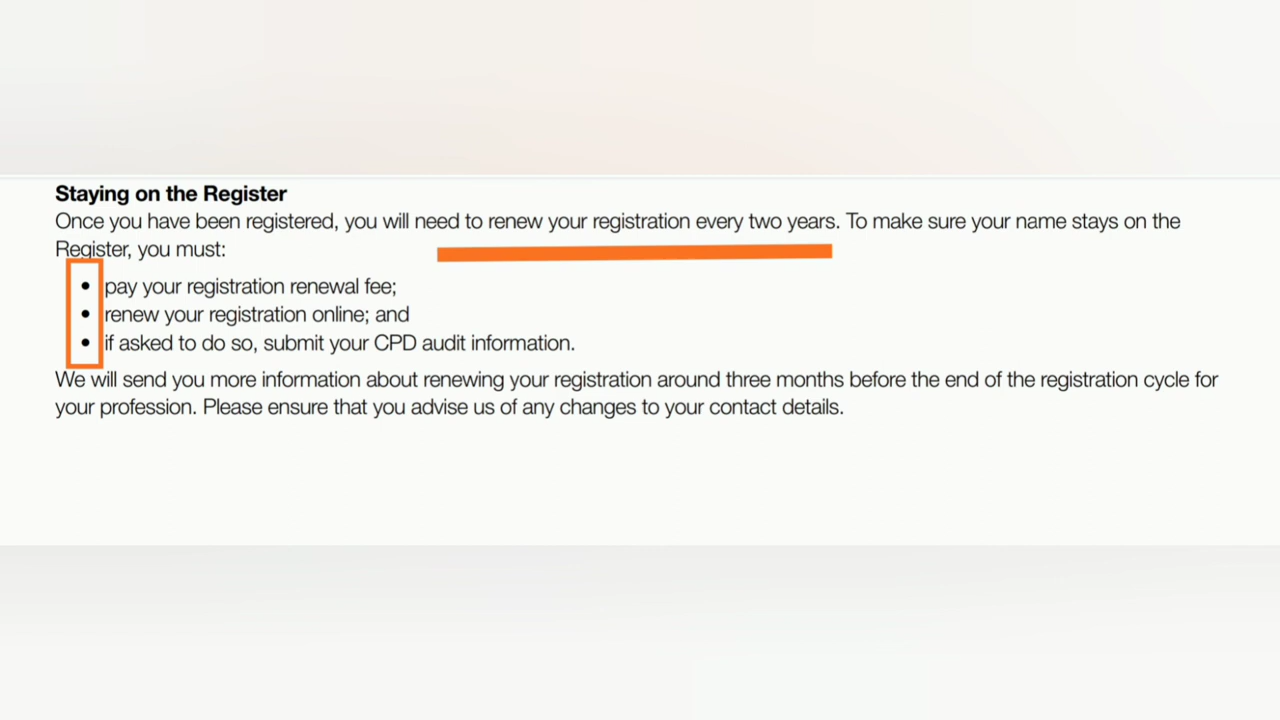 Staying on the Register
Once you have been registered, you will need to renew your registration every two years. To make sure your name stays on the
Register, you must:
• pay your registration renewal fee;
• renew your registration online; and
• if asked to do so, submit your CPD audit information.
We will send you more information about renewing your registration around three months before the end of the registration cycle for
your profession. Please ensure that you advise us of any changes to your contact details.